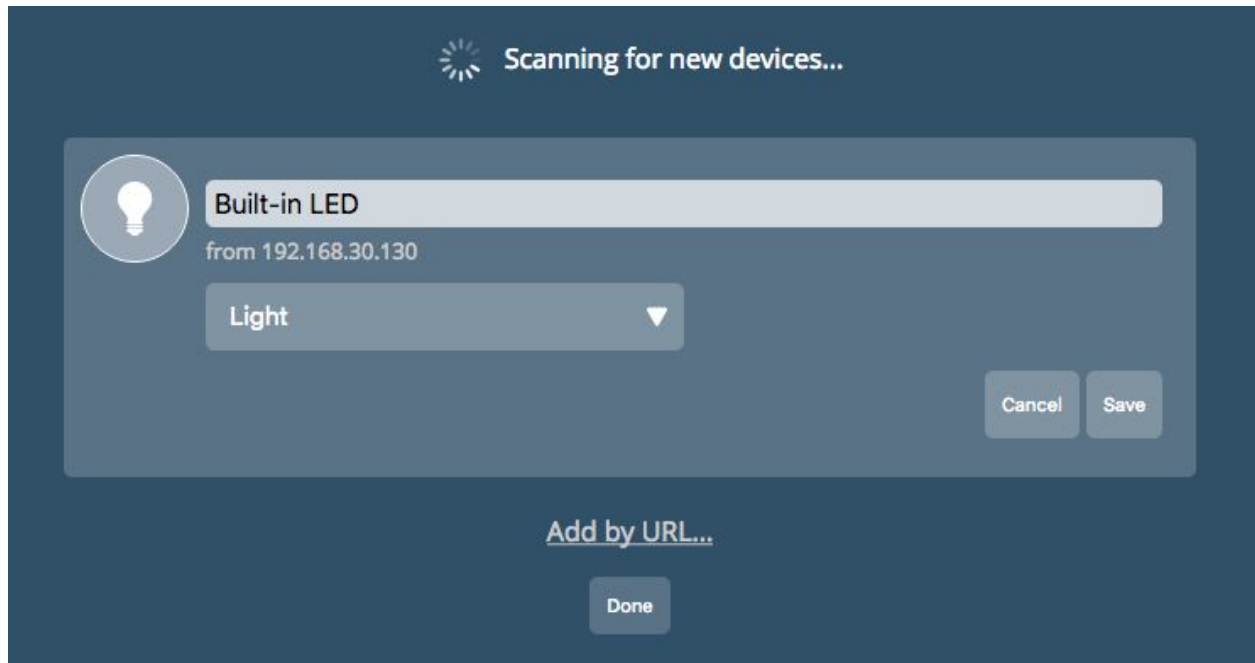 Scanning for new devices...
Built-in LED
from 192.168.30.130
Light
Cancel Save
Add by URL...
Done